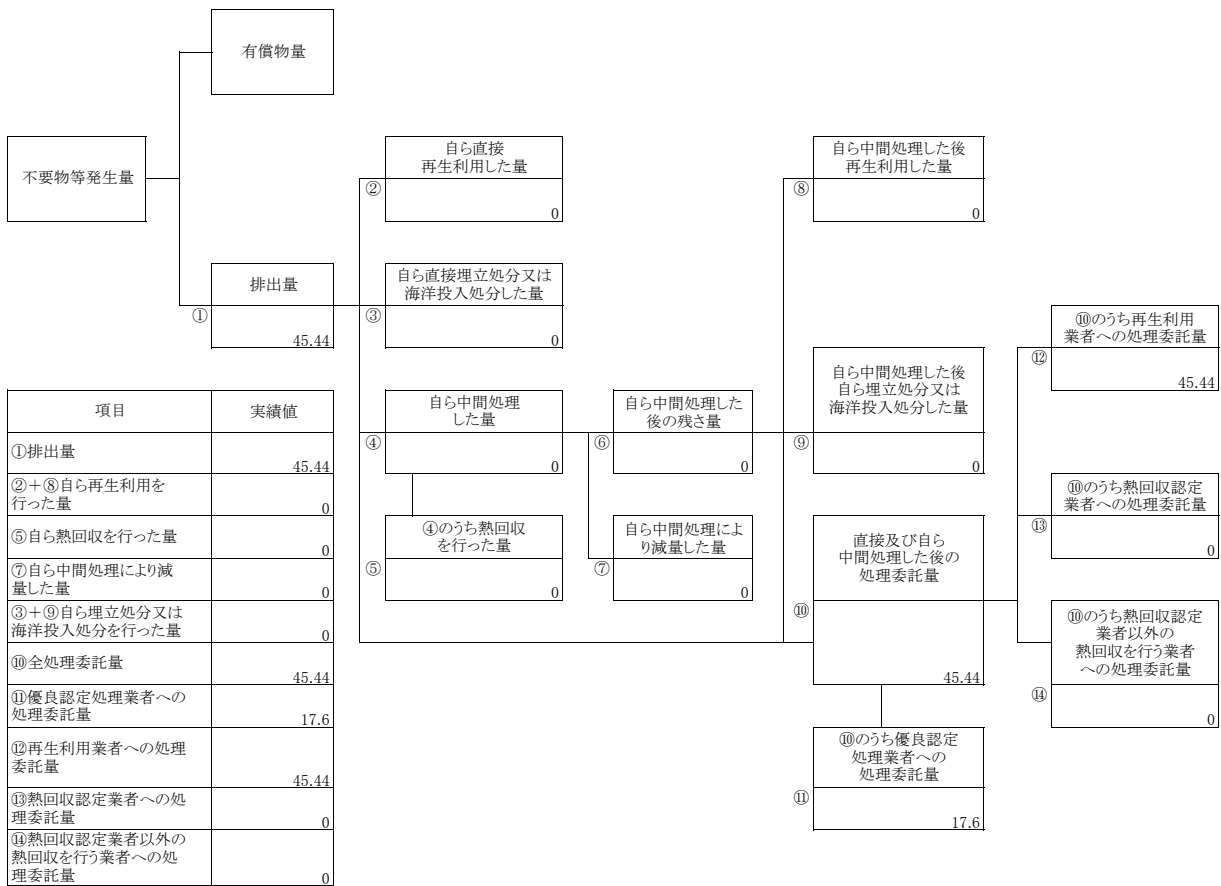 有償物量
不要物等発生量
自ら直接
再生利用した量
②
0
自ら中間処理した後
再生利用した量
⑧
0
排出量
①
45.44
自ら直接埋立処分又は
海洋投入処分した量
③
0
⑩のうち再生利用
業者への処理委託量
⑫
45.44
自ら中間処理
した量
④
0
自ら中間処理した
後の残さ量
⑥
0
自ら中間処理した後
自ら埋立処分又は
海洋投入処分した量
⑨
0
④のうち熱回収
を行った量
⑤
0
自ら中間処理によ
り減量した量
⑦
0
直接及び自ら
中間処理した後の
処理委託量
⑩
45.44
⑩のうち熱回収認定
業者への処理委託量
⑬
0
⑩のうち熱回収認定
業者以外の
熱回収を行う業者
への処理委託量
⑭
0
⑩のうち優良認定
処理業者への
処理委託量
⑪
17.6
項目 実績値
①排出量
45.44
②+⑧自ら再生利用を
行った量
0
⑤自ら熱回収を行った量
0
⑦自ら中間処理により減
量した量
0
③+⑨自ら埋立処分又は
海洋投入処分を行った量
0
⑩全処理委託量
45.44
⑪優良認定処理業者への
処理委託量
17.6
⑫再生利用業者への処理
委託量
45.44
⑬熱回収認定業者への処
理委託量
0
⑭熱回収認定業者以外の
熱回収を行う業者への処
理委託量
0